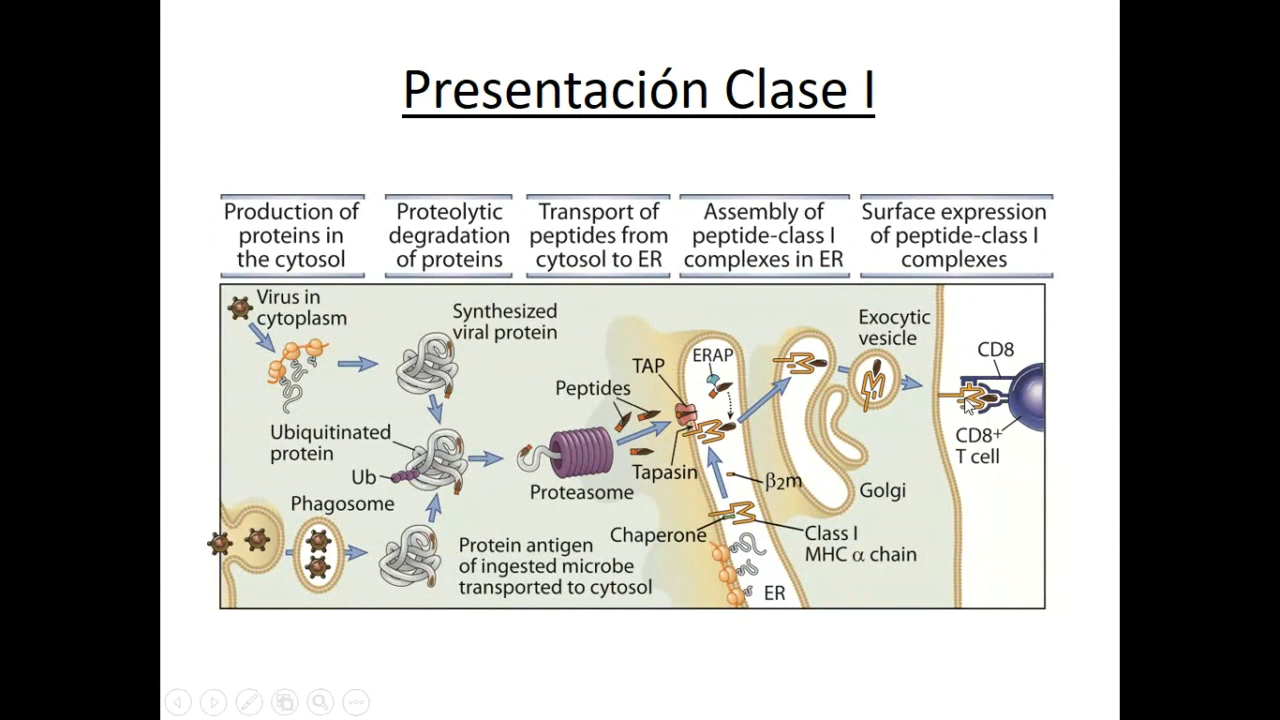 Presentación Clase I
Production of
proteins in
the cytosol
Proteolytic
degradation
of proteins
Transport of
peptides from
cytosol to ER
Assembly of
peptide-class I
complexes in ER
Surface expression
of peptide-class I
complexes
Virus in
cytoplasm
Synthesized
viral protein
Ubiquitinated
protein
Ub
Phagosome
Protein antigen
of ingested microbe
transported to cytosol
Peptides
Proteasome
TAP
ERAP
Tapasin
β2m
Chaperone
Class I
MHC α chain
ER
Golgi
Exocytic
vesicle
CD8
CD8+
T cell